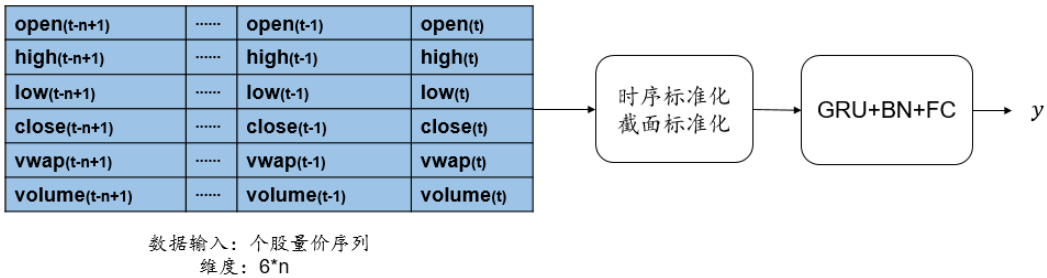 open(t-n+1) ...... open(t-1) open(t)
high(t-n+1) ...... high(t-1) high(t)
low(t-n+1) ...... low(t-1) low(t)
close(t-n+1) ...... close(t-1) close(t)
vwap(t-n+1) ...... vwap(t-1) vwap(t)
volume(t-n+1) ...... volume(t-1) volume(t)
时序标准化
截面标准化
GRU+BN+FC
y
数据输入：个股量价序列
维度：6*n